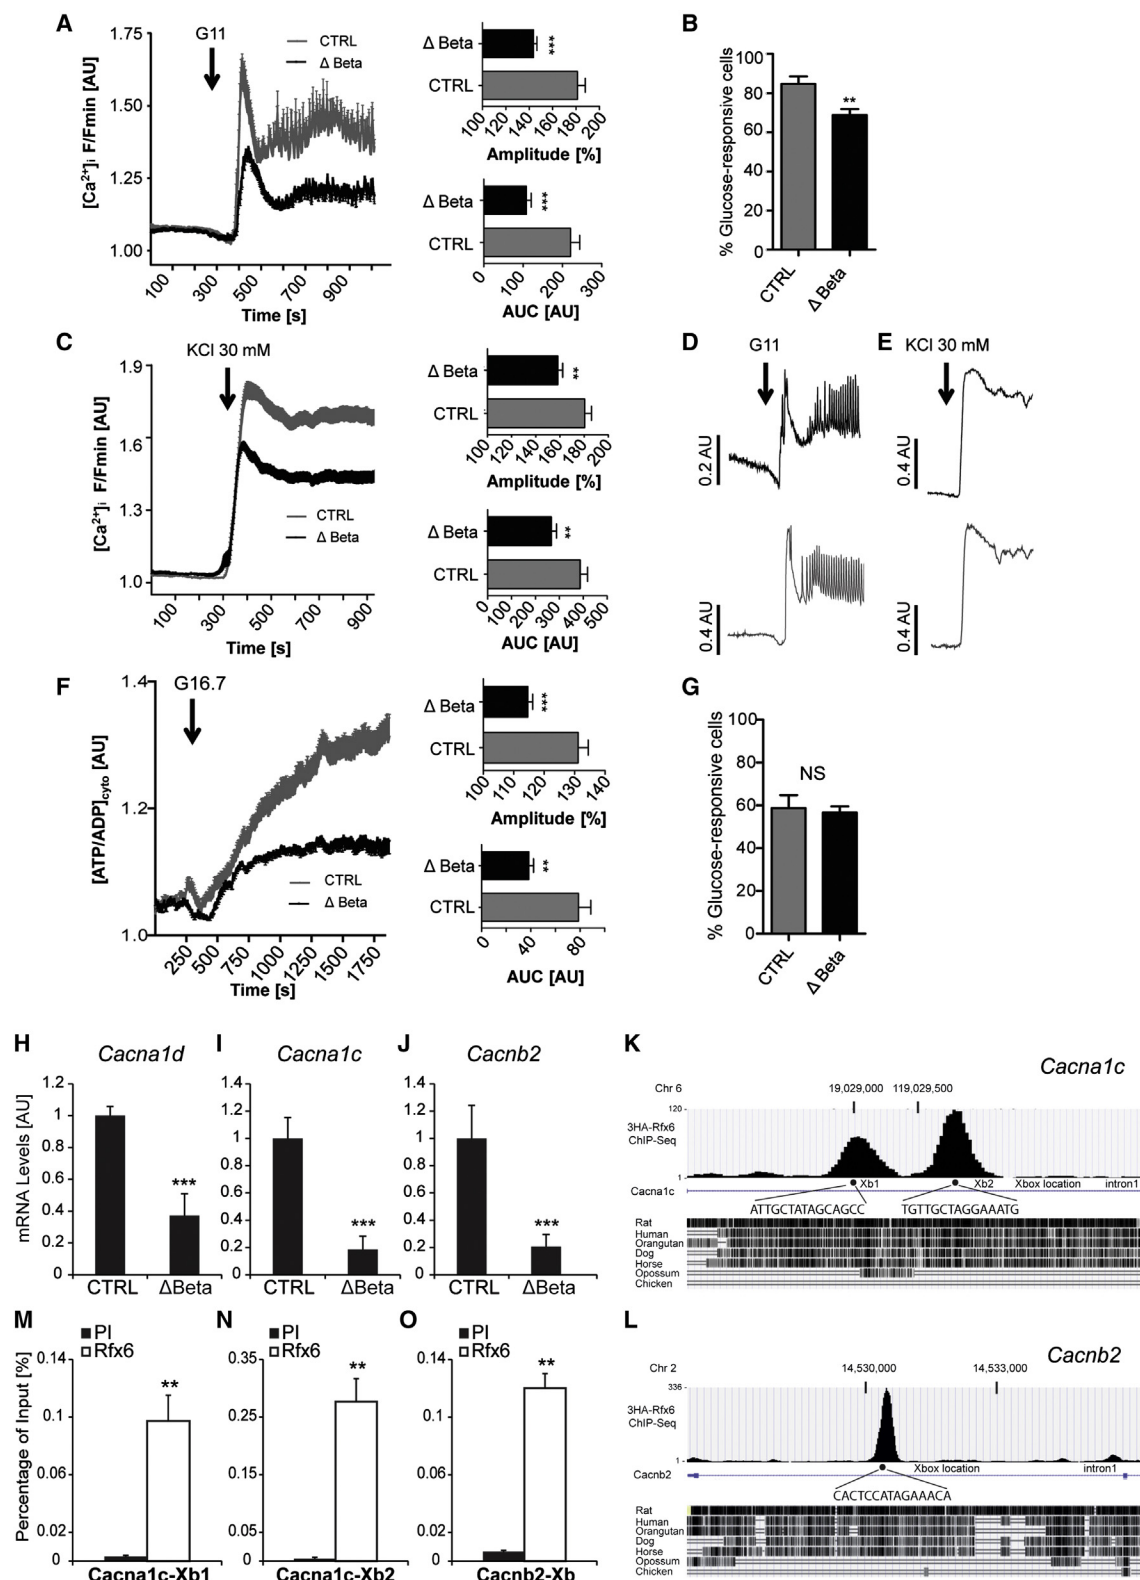 A
G11
CTRL
Δ Beta
[Ca²⁺]i F/Fmin [AU]
1.75
1.50
1.25
1.00
100
300
500
700
900
Time [s]
Δ Beta
***
CTRL
100
120
140
160
180
200
Amplitude [%]
Δ Beta
***
CTRL
0
100
200
300
AUC [AU]
B
% Glucose-responsive cells
100
80
60
40
20
0
**
CTRL
Δ Beta
C
KCl 30 mM
[Ca²⁺]i F/Fmin [AU]
1.9
1.6
1.3
1.0
CTRL
Δ Beta
100
300
500
700
900
Time [s]
Δ Beta
**
CTRL
100
120
140
160
180
200
Amplitude [%]
Δ Beta
**
CTRL
0
100
200
300
400
500
AUC [AU]
D
G11
0.2 AU
0.4 AU
E
KCl 30 mM
0.4 AU
0.4 AU
F
G16.7
[ATP/ADP]cyto [AU]
1.4
1.2
1.0
CTRL
Δ Beta
250
500
750
1000
1250
1500
1750
Time [s]
Δ Beta
***
CTRL
100
110
120
130
140
Amplitude [%]
Δ Beta
**
CTRL
0
40
80
AUC [AU]
G
% Glucose-responsive cells
100
80
60
40
20
0
NS
CTRL
Δ Beta
H
Cacna1d
mRNA Levels [AU]
1.2
1
0.8
0.6
0.4
0.2
0
***
CTRL
ΔBeta
I
Cacna1c
1.4
1.2
1
0.8
0.6
0.4
0.2
0
***
CTRL
ΔBeta
J
Cacnb2
1.4
1.2
1
0.8
0.6
0.4
0.2
0
***
CTRL
ΔBeta
K
Cacna1c
Chr 6
19,029,000
119,029,500
120
3HA-Rfx6
ChIP-Seq
1
Xb1
Xb2
Xbox location
intron1
Cacna1c
ATTGCTATAGCAGCC
TGTTGCTAGGAAATG
Rat
Human
Orangutan
Dog
Horse
Opossum
Chicken
M
PI
Rfx6
Percentage of Input [%]
0.14
0.1
0.06
0.02
0
**
Cacna1c-Xb1
N
PI
Rfx6
0.35
0.25
0.15
0.05
0
**
Cacna1c-Xb2
O
PI
Rfx6
0.14
0.1
0.06
0.02
0
**
Cacnb2-Xb
L
Cacnb2
Chr 2
14,530,000
14,533,000
336
3HA-Rfx6
ChIP-Seq
1
Xbox location
intron1
Cacnb2
CACTCCATAGAAACA
Rat
Human
Orangutan
Dog
Horse
Opossum
Chicken